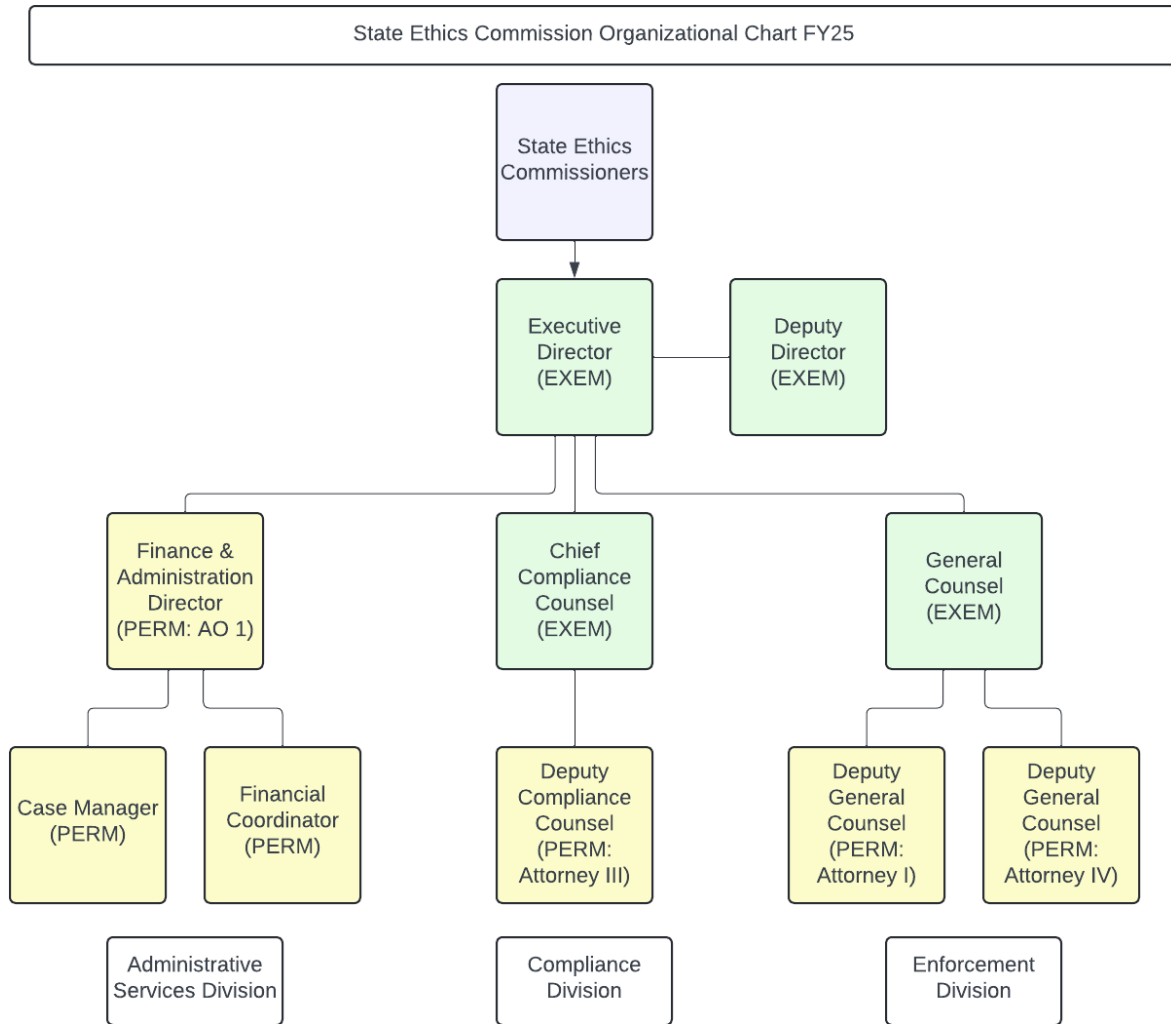 State Ethics Commission Organizational Chart FY25
State Ethics
Commissioners
Executive
Director
(EXEM)
Deputy
Director
(EXEM)
Finance &
Administration
Director
(PERM: AO 1)
Chief
Compliance
Counsel
(EXEM)
General
Counsel
(EXEM)
Case Manager
(PERM)
Financial
Coordinator
(PERM)
Deputy
Compliance
Counsel
(PERM:
Attorney III)
Deputy
General
Counsel
(PERM:
Attorney I)
Deputy
General
Counsel
(PERM:
Attorney IV)
Administrative
Services Division
Compliance
Division
Enforcement
Division